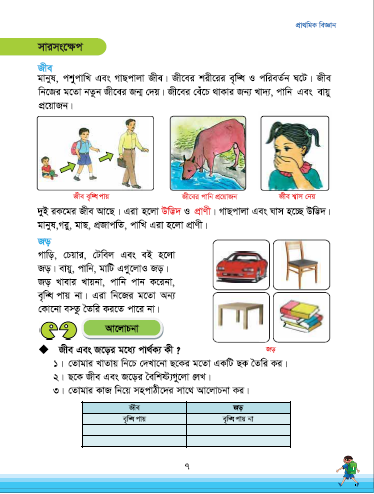 প্রাথমিক বিজ্ঞান
সারসংক্ষেপ
জীব
মানুষ, পশুপাখি এবং গাছপালা জীব। জীবের শরীরের বৃদ্ধি ও পরিবর্তন ঘটে। জীব
নিজের মতো নতুন জীবের জন্ম দেয়। জীবের বেঁচে থাকার জন্য খাদ্য, পানি এবং বায়ু
প্রয়োজন।
জীব বৃদ্ধি পায়
জীবের পানি প্রয়োজন
জীব শ্বাস নেয়
দুই রকমের জীব আছে। এরা হলো উদ্ভিদ ও প্রাণী। গাছপালা এবং ঘাস হচ্ছে উদ্ভিদ।
মানুষ,গরু, মাছ, প্রজাপতি, পাখি এরা হলো প্রাণী।
জড়
গাড়ি, চেয়ার, টেবিল এবং বই হলো
জড়। বায়ু, পানি, মাটি এগুলোও জড়।
জড় খাবার খায়না, পানি পান করেনা,
বৃদ্ধি পায় না। এরা নিজের মতো অন্য
কোনো বস্তু তৈরি করতে পারে না।
জড়
আলোচনা
◆ জীব এবং জড়ের মধ্যে পার্থক্য কী ?
১। তোমার খাতায় নিচে দেখানো ছকের মতো একটি ছক তৈরি কর।
২। ছকে জীব এবং জড়ের বৈশিষ্ট্যগুলো লেখ।
৩। তোমার কাজ নিয়ে সহপাঠীদের সাথে আলোচনা কর।
জীব জড়
বৃদ্ধি পায় বৃদ্ধি পায় না
৭